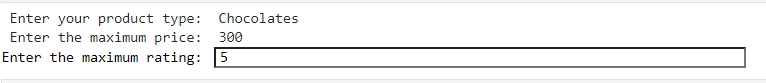 Enter your product type: Chocolates
Enter the maximum price: 300
Enter the maximum rating: 5